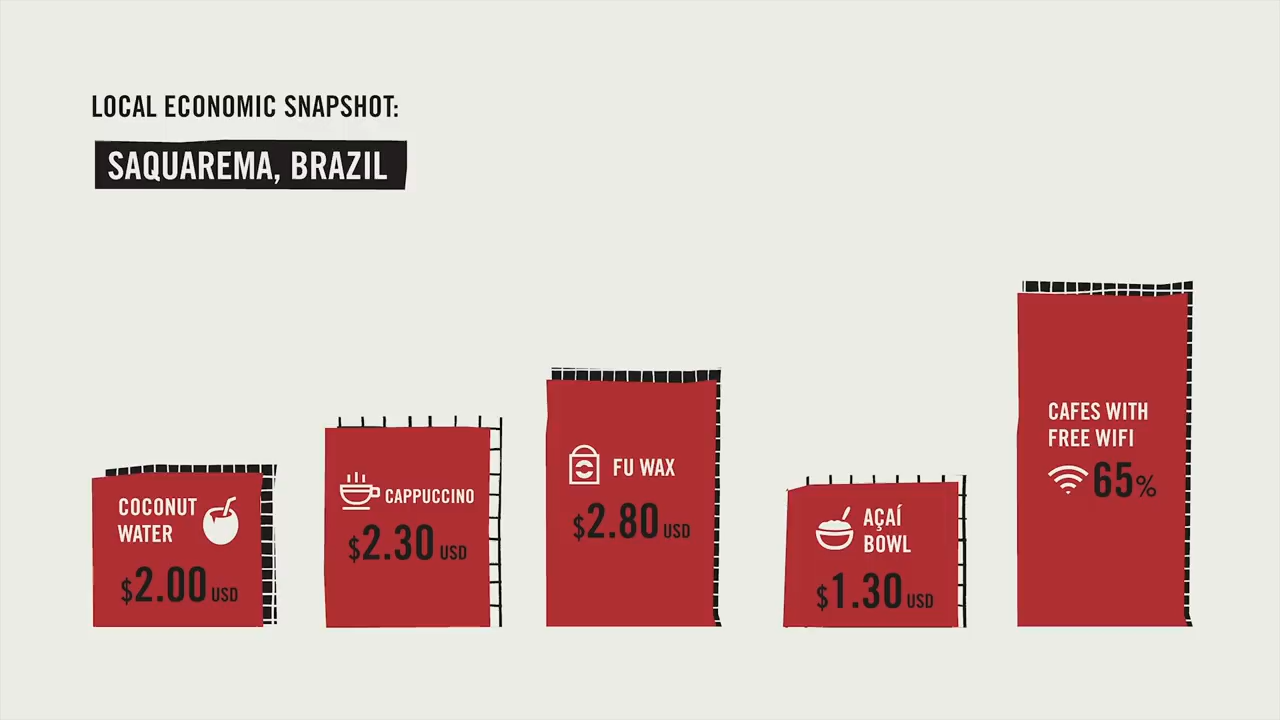 LOCAL ECONOMIC SNAPSHOT:
SAQUAREMA, BRAZIL
COCONUT
WATER
$2.00 USD
CAPPUCCINO
$2.30 USD
FU WAX
$2.80 USD
AÇAÍ
BOWL
$1.30 USD
CAFES WITH
FREE WIFI
65%